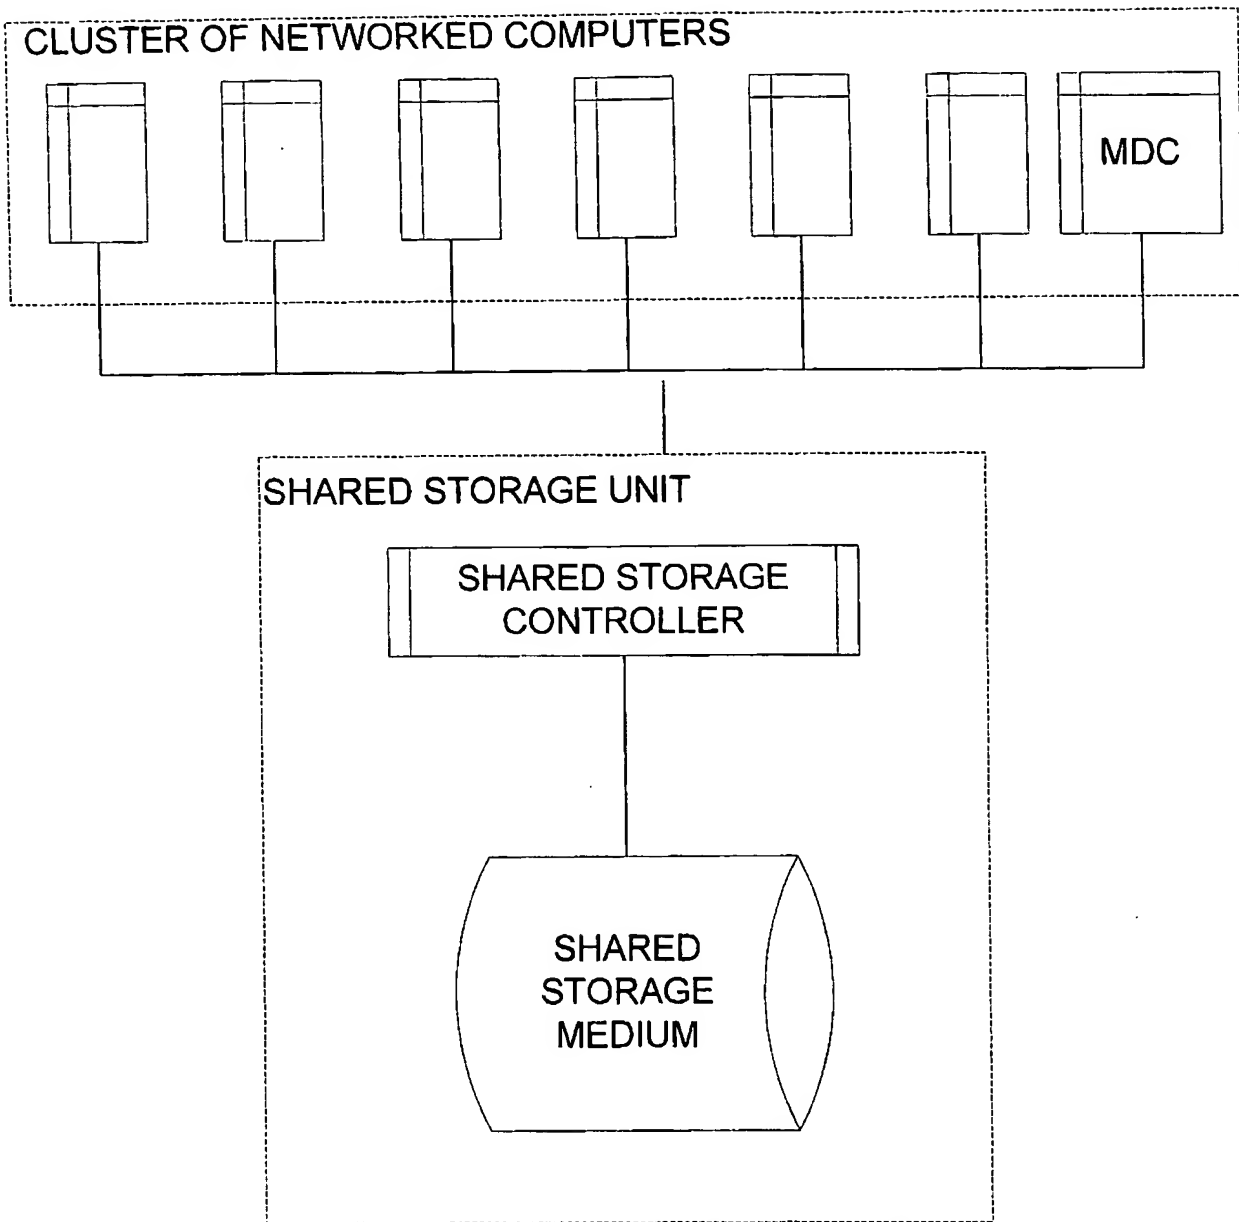 CLUSTER OF NETWORKED COMPUTERS
MDC
SHARED STORAGE UNIT
SHARED STORAGE
CONTROLLER
SHARED
STORAGE
MEDIUM